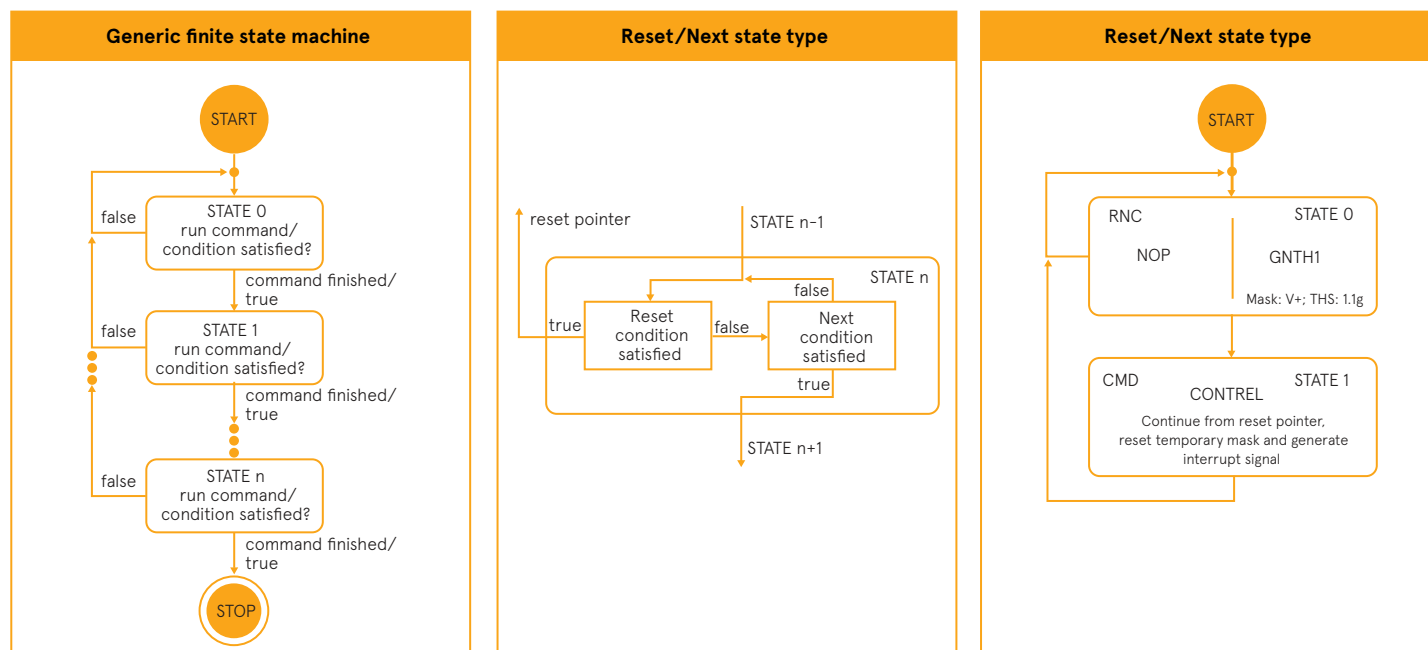 Generic finite state machine
START
false
STATE 0
run command/
condition satisfied?
command finished/
true
false
STATE 1
run command/
condition satisfied?
command finished/
true
false
STATE n
run command/
condition satisfied?
command finished/
true
STOP
Reset/Next state type
reset pointer
STATE n-1
STATE n
false
true
Reset
condition
satisfied
false
Next
condition
satisfied
true
STATE n+1
Reset/Next state type
START
RNC
STATE 0
NOP
GNTH1
Mask: V+; THS: 1.1g
CMD
STATE 1
CONTREL
Continue from reset pointer,
reset temporary mask and generate
interrupt signal